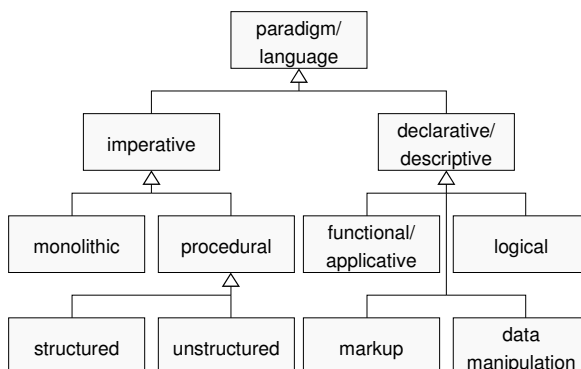 paradigm/
language
imperative
declarative/
descriptive
monolithic
procedural
functional/
applicative
logical
structured
unstructured
markup
data
manipulation